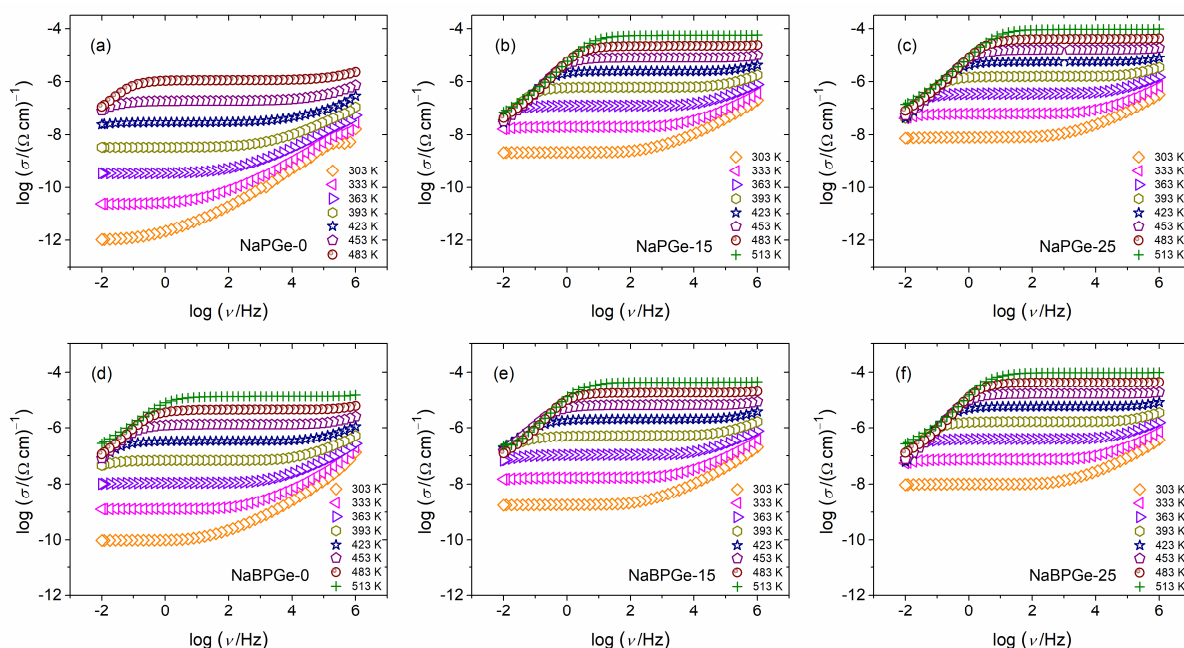 (a)
-4
-6
-8
-10
-12
log (σ/(Ω cm)⁻¹)
303 K
333 K
363 K
393 K
423 K
453 K
483 K
NaPGe-0
-2 0 2 4 6
log (ν/Hz)
(b)
-4
-6
-8
-10
-12
log (σ/(Ω cm)⁻¹)
303 K
333 K
363 K
393 K
423 K
453 K
483 K
513 K
NaPGe-15
-2 0 2 4 6
log (ν/Hz)
(c)
-4
-6
-8
-10
-12
log (σ/(Ω cm)⁻¹)
303 K
333 K
363 K
393 K
423 K
453 K
483 K
513 K
NaPGe-25
-2 0 2 4 6
log (ν/Hz)
(d)
-4
-6
-8
-10
-12
log (σ/(Ω cm)⁻¹)
303 K
333 K
363 K
393 K
423 K
453 K
483 K
513 K
NaBPGe-0
-2 0 2 4 6
log (ν/Hz)
(e)
-4
-6
-8
-10
-12
log (σ/(Ω cm)⁻¹)
303 K
333 K
363 K
393 K
423 K
453 K
483 K
513 K
NaBPGe-15
-2 0 2 4 6
log (ν/Hz)
(f)
-4
-6
-8
-10
-12
log (σ/(Ω cm)⁻¹)
303 K
333 K
363 K
393 K
423 K
453 K
483 K
513 K
NaBPGe-25
-2 0 2 4 6
log (ν/Hz)